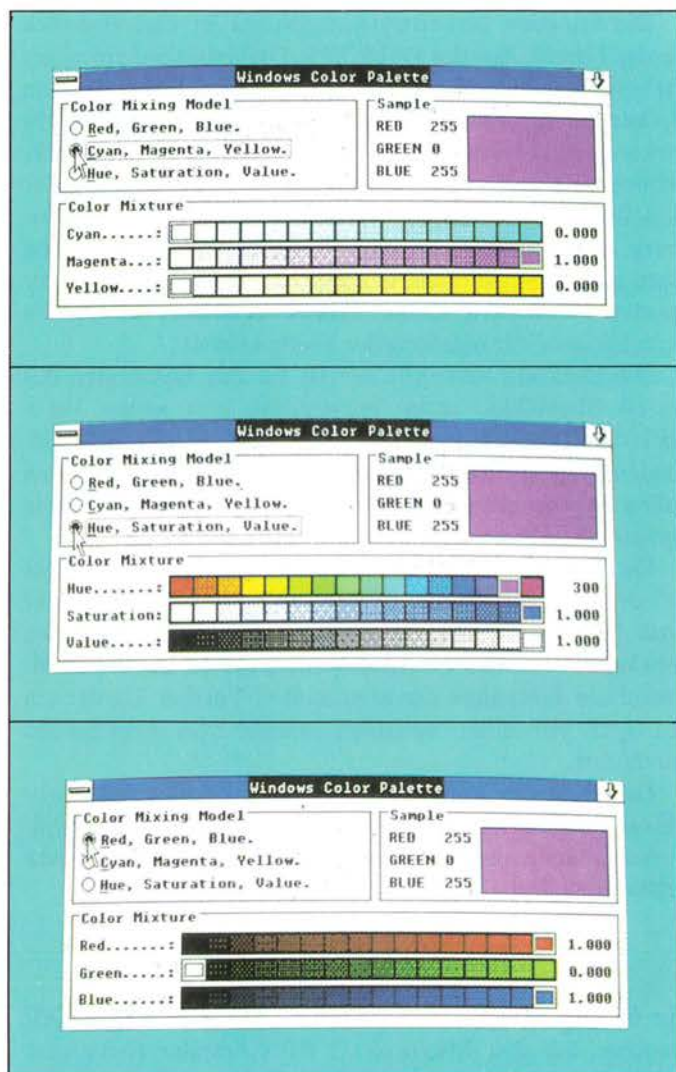 Windows Color Palette
Color Mixing Model
Red, Green, Blue.
Cyan, Magenta, Yellow.
Hue, Saturation, Value.
Sample
RED 255
GREEN 0
BLUE 255
Color Mixture
Cyan......: 0.000
Magenta...: 1.000
Yellow....: 0.000
Windows Color Palette
Color Mixing Model
Red, Green, Blue.
Cyan, Magenta, Yellow.
Hue, Saturation, Value.
Sample
RED 255
GREEN 0
BLUE 255
Color Mixture
Hue.......: 300
Saturation: 1.000
Value.....: 1.000
Windows Color Palette
Color Mixing Model
Red, Green, Blue.
Cyan, Magenta, Yellow.
Hue, Saturation, Value.
Sample
RED 255
GREEN 0
BLUE 255
Color Mixture
Red.......: 1.000
Green.....: 0.000
Blue......: 1.000